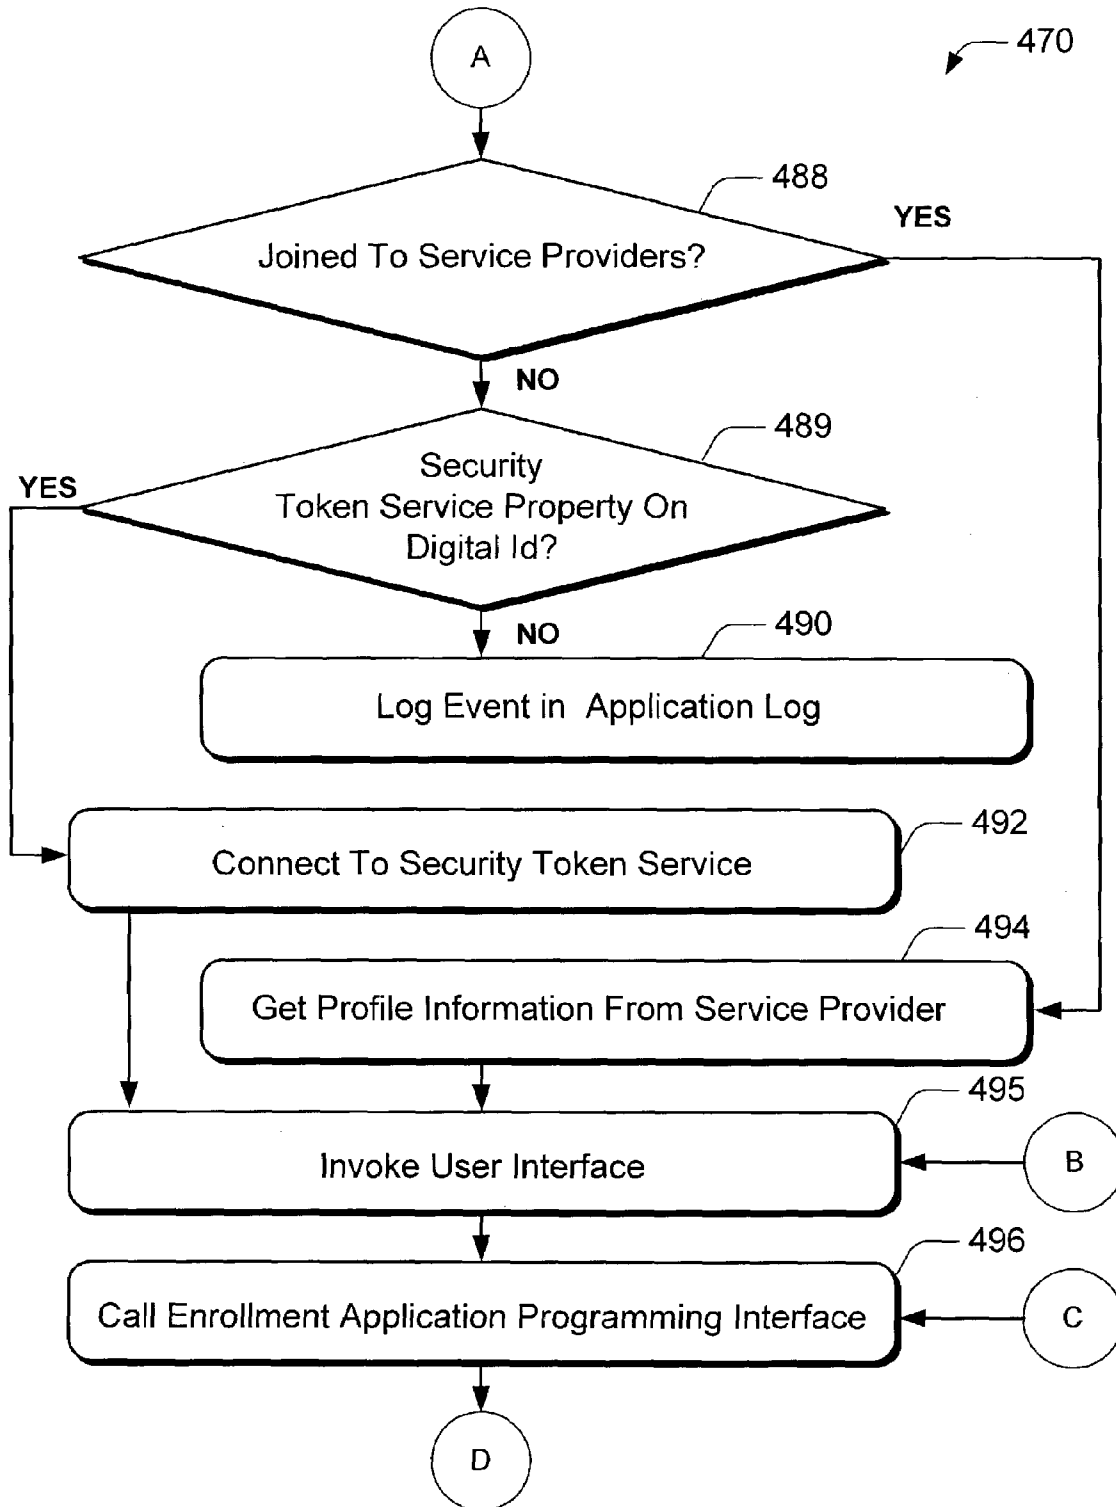 A
470
488
YES
Joined To Service Providers?
NO
489
YES
Security
Token Service Property On
Digital Id?
NO
490
Log Event in Application Log
492
Connect To Security Token Service
494
Get Profile Information From Service Provider
495
Invoke User Interface
B
496
Call Enrollment Application Programming Interface
C
D